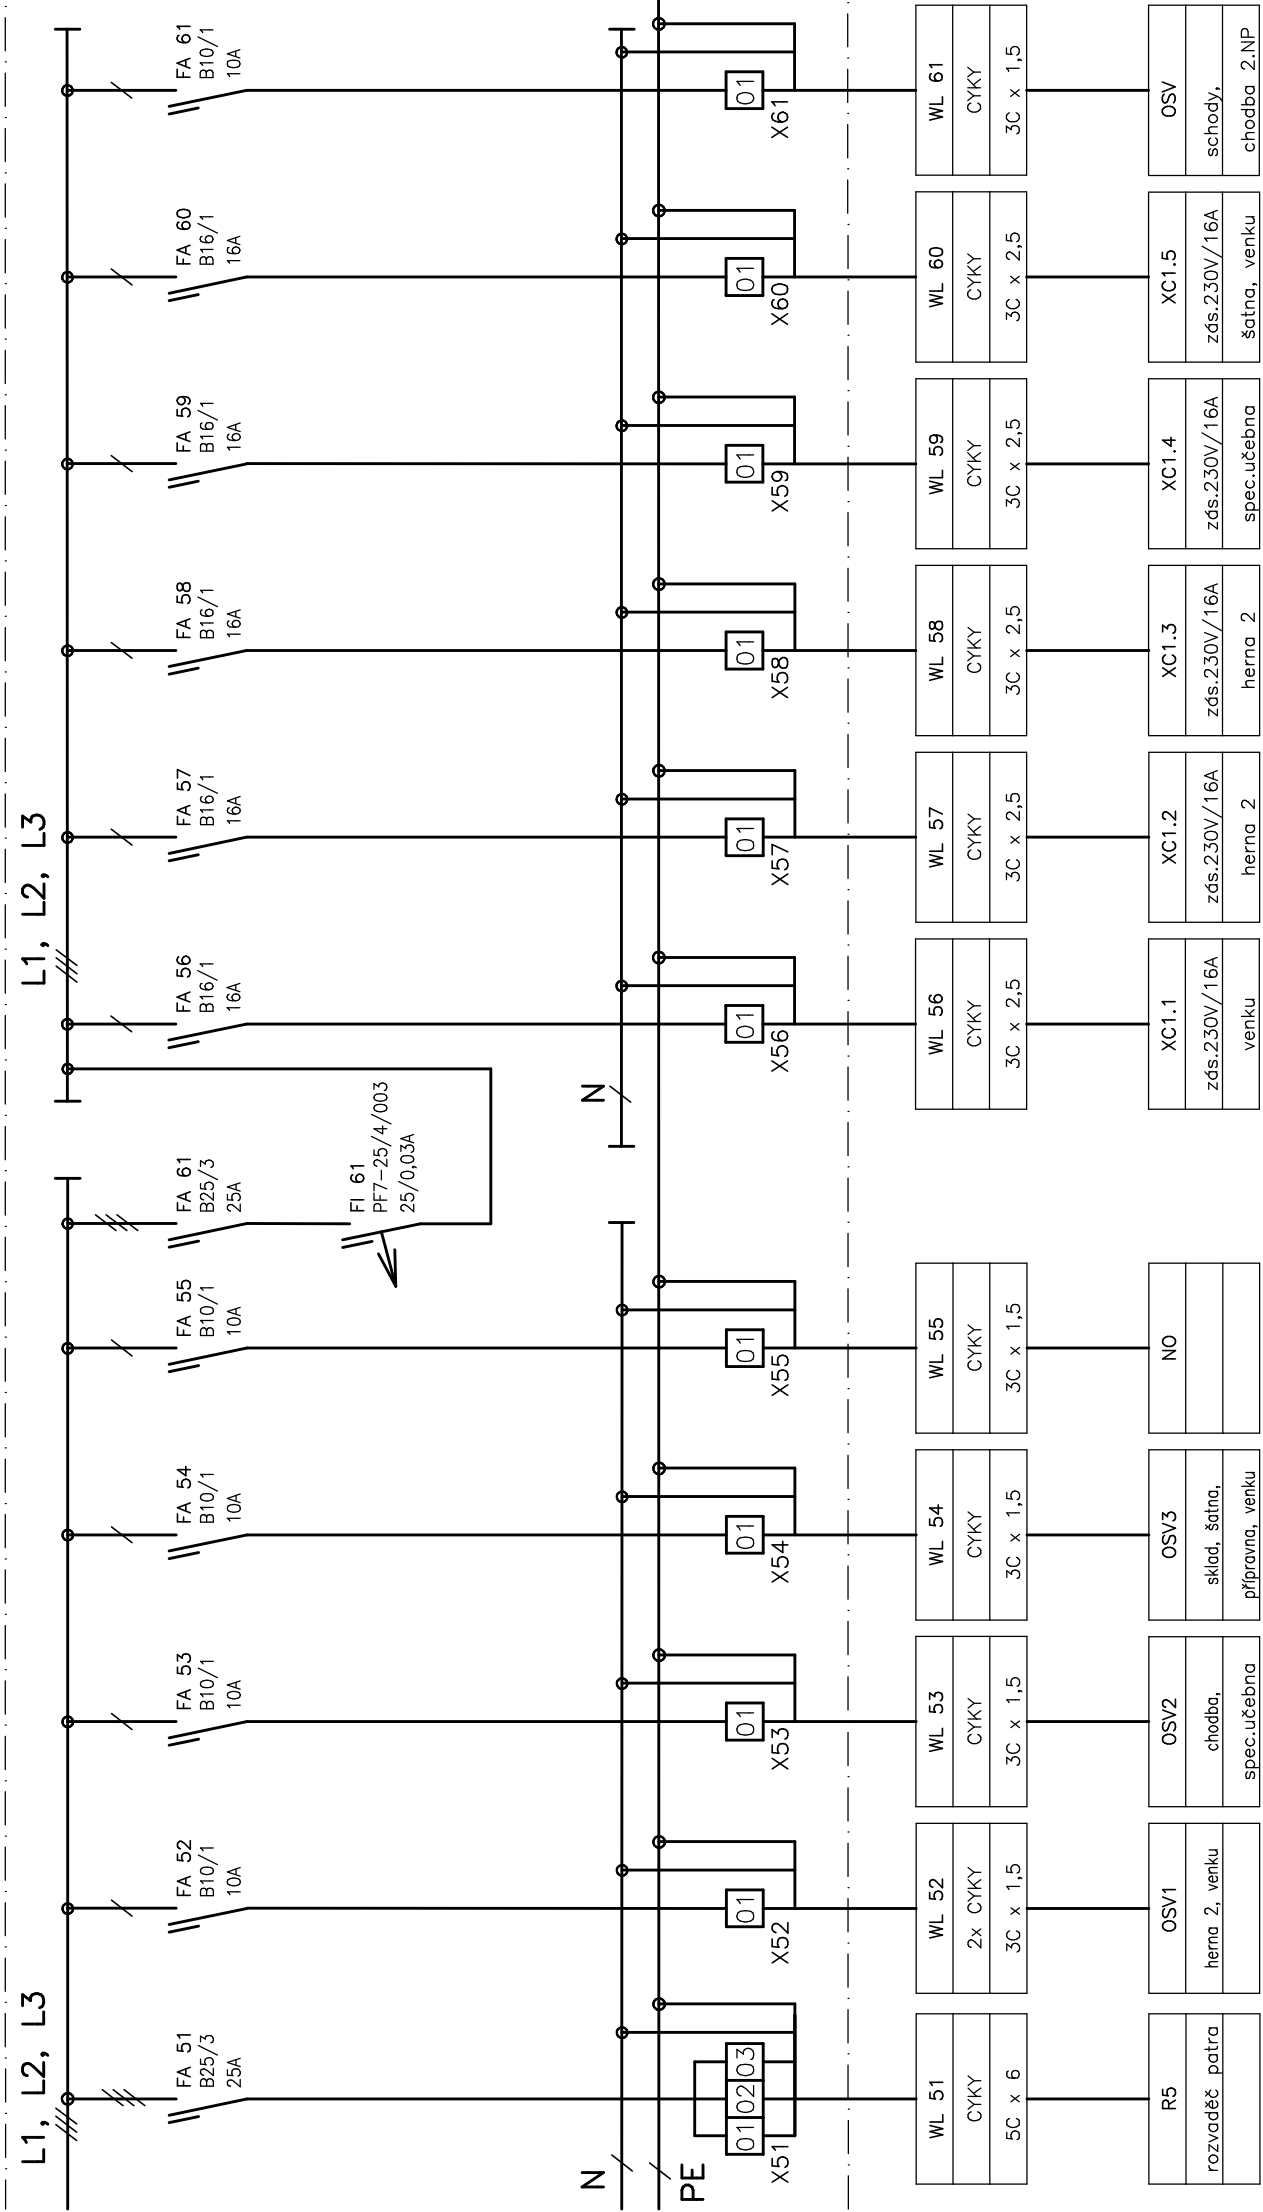 L1, L2, L3
FA 51
B25/3
25A
FA 52
B10/1
10A
FA 53
B10/1
10A
FA 54
B10/1
10A
FA 55
B10/1
10A
FA 61
B25/3
25A
FI 61
PF7-25/4/003
25/0,03A
L1, L2, L3
FA 56
B16/1
16A
FA 57
B16/1
16A
FA 58
B16/1
16A
FA 59
B16/1
16A
FA 60
B16/1
16A
FA 61
B10/1
10A
N
PE
N
01 02 03
X51
01
X52
01
X53
01
X54
01
X55
01
X56
01
X57
01
X58
01
X59
01
X60
01
X61
WL 51
CYKY
5C x 6
WL 52
2x CYKY
3C x 1,5
WL 53
CYKY
3C x 1,5
WL 54
CYKY
3C x 1,5
WL 55
CYKY
3C x 1,5
WL 56
CYKY
3C x 2,5
WL 57
CYKY
3C x 2,5
WL 58
CYKY
3C x 2,5
WL 59
CYKY
3C x 2,5
WL 60
CYKY
3C x 2,5
WL 61
CYKY
3C x 1,5
R5
rozvaděč patra
OSV1
herna 2, venku
OSV2
chodba,
spec.učebna
OSV3
sklad, šatna,
přípravna, venku
NO
XC1.1
zás.230V/16A
venku
XC1.2
zás.230V/16A
herna 2
XC1.3
zás.230V/16A
herna 2
XC1.4
zás.230V/16A
spec.učebna
XC1.5
zás.230V/16A
šatna, venku
OSV
schody,
chodba 2.NP